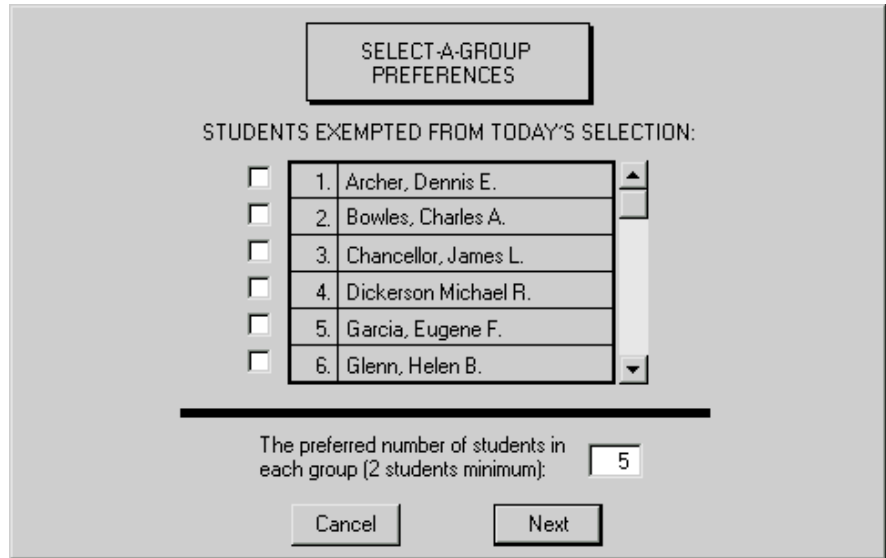 SELECT-A-GROUP
PREFERENCES
STUDENTS EXEMPTED FROM TODAY'S SELECTION:
1. Archer, Dennis E.
2. Bowles, Charles A.
3. Chancellor, James L.
4. Dickerson Michael R.
5. Garcia, Eugene F.
6. Glenn, Helen B.
The preferred number of students in
each group (2 students minimum): 5
Cancel Next